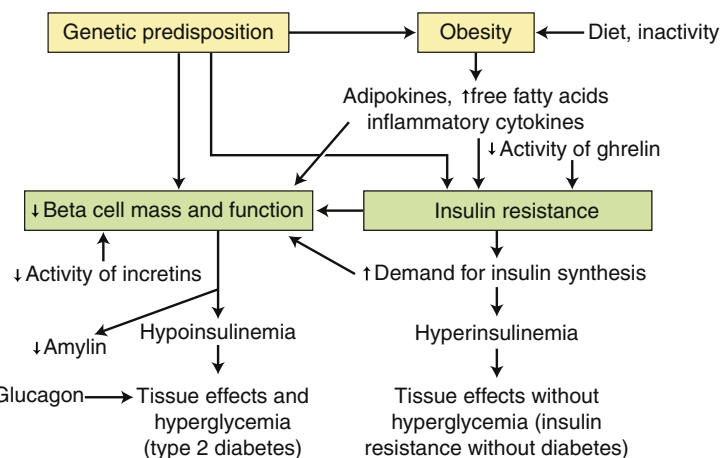 Genetic predisposition
Obesity
Diet, inactivity
Adipokines, ↑free fatty acids
inflammatory cytokines
↓ Activity of ghrelin
↓ Beta cell mass and function
Insulin resistance
↓ Activity of incretins
↑ Demand for insulin synthesis
↓Amylin
Hypoinsulinemia
Hyperinsulinemia
Glucagon
Tissue effects and
hyperglycemia
(type 2 diabetes)
Tissue effects without
hyperglycemia (insulin
resistance without diabetes)